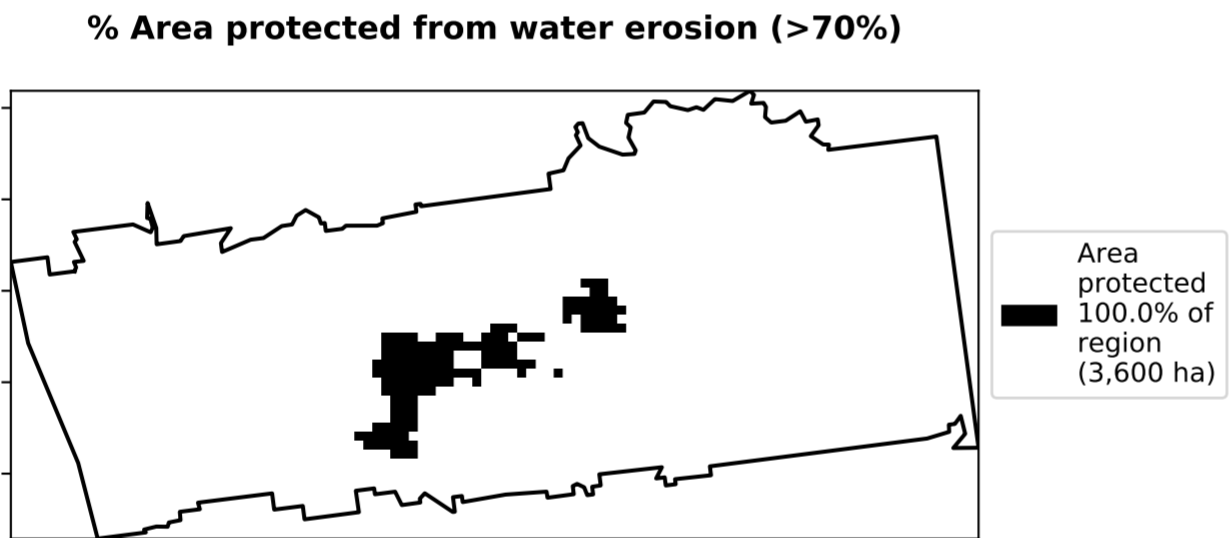 % Area protected from water erosion (>70%)
Area
protected
100.0% of
region
(3,600 ha)